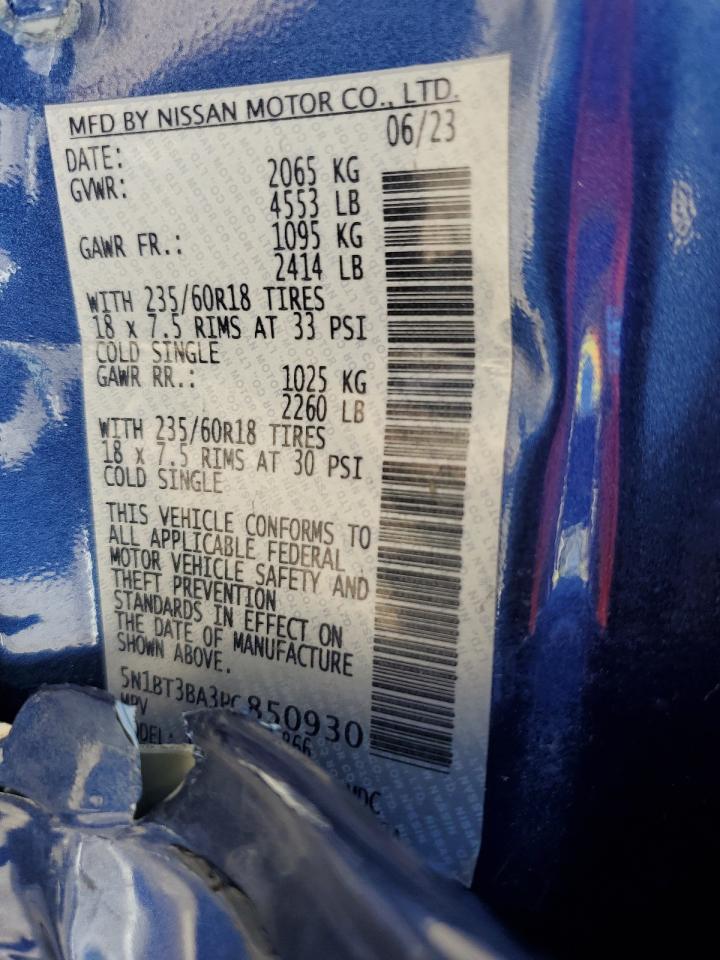 MFD BY NISSAN MOTOR CO., LTD.
DATE: 06/23
GVWR: 2065 KG
4553 LB
GAWR FR.: 1095 KG
2414 LB
WITH 235/60R18 TIRES
18 x 7.5 RIMS AT 33 PSI
COLD SINGLE
GAWR RR.: 1025 KG
2260 LB
WITH 235/60R18 TIRES
18 x 7.5 RIMS AT 30 PSI
COLD SINGLE
THIS VEHICLE CONFORMS TO
ALL APPLICABLE FEDERAL
MOTOR VEHICLE SAFETY AND
THEFT PREVENTION
STANDARDS IN EFFECT ON
THE DATE OF MANUFACTURE
SHOWN ABOVE.
5N1BT3BA3PC850930
MPV